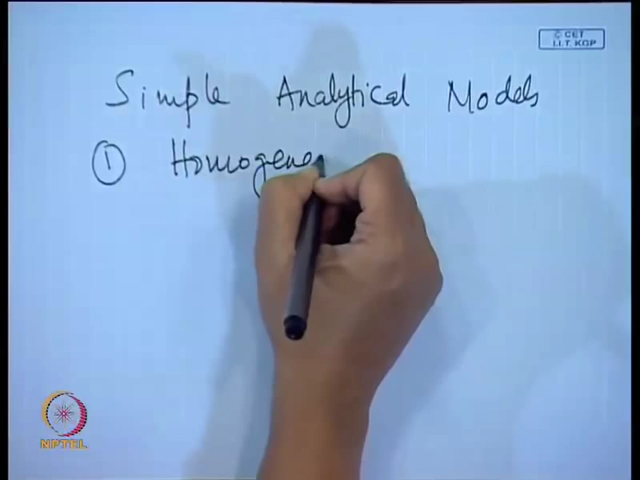 © CET
I.I.T. KGP
Simple Analytical Models
① Homogene
NPTEL